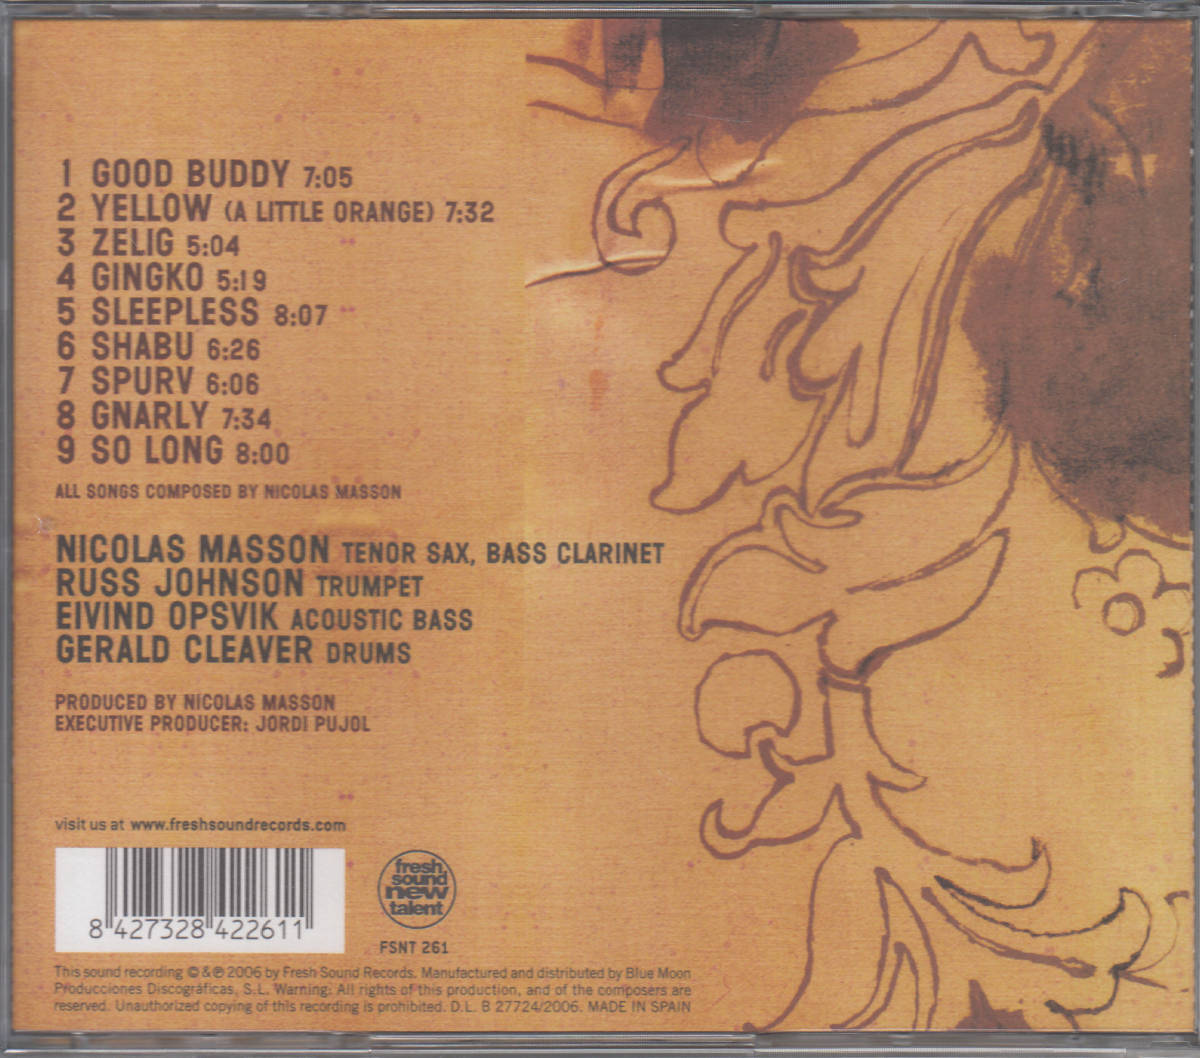 1 GOOD BUDDY 7:05
2 YELLOW (A LITTLE ORANGE) 7:32
3 ZELIG 5:04
4 GINGKO 5:19
5 SLEEPLESS 8:07
6 SHABU 6:26
7 SPURV 6:06
8 GNARLY 7:34
9 SO LONG 8:00
ALL SONGS COMPOSED BY NICOLAS MASSON
NICOLAS MASSON TENOR SAX, BASS CLARINET
RUSS JOHNSON TRUMPET
EIVIND OPSVIK ACOUSTIC BASS
GERALD CLEAVER DRUMS
PRODUCED BY NICOLAS MASSON
EXECUTIVE PRODUCER: JORDI PUJOL
visit us at www.freshsoundrecords.com
8 427328 422611
fresh
sound
new
talent
FSNT 261
This sound recording © & ℗ 2006 by Fresh Sound Records. Manufactured and distributed by Blue Moon
Producciones Discográficas, S.L. Warning: All rights of this production, and of the composers are
reserved. Unauthorized copying of this recording is prohibited. D.L. B 27724/2006. MADE IN SPAIN